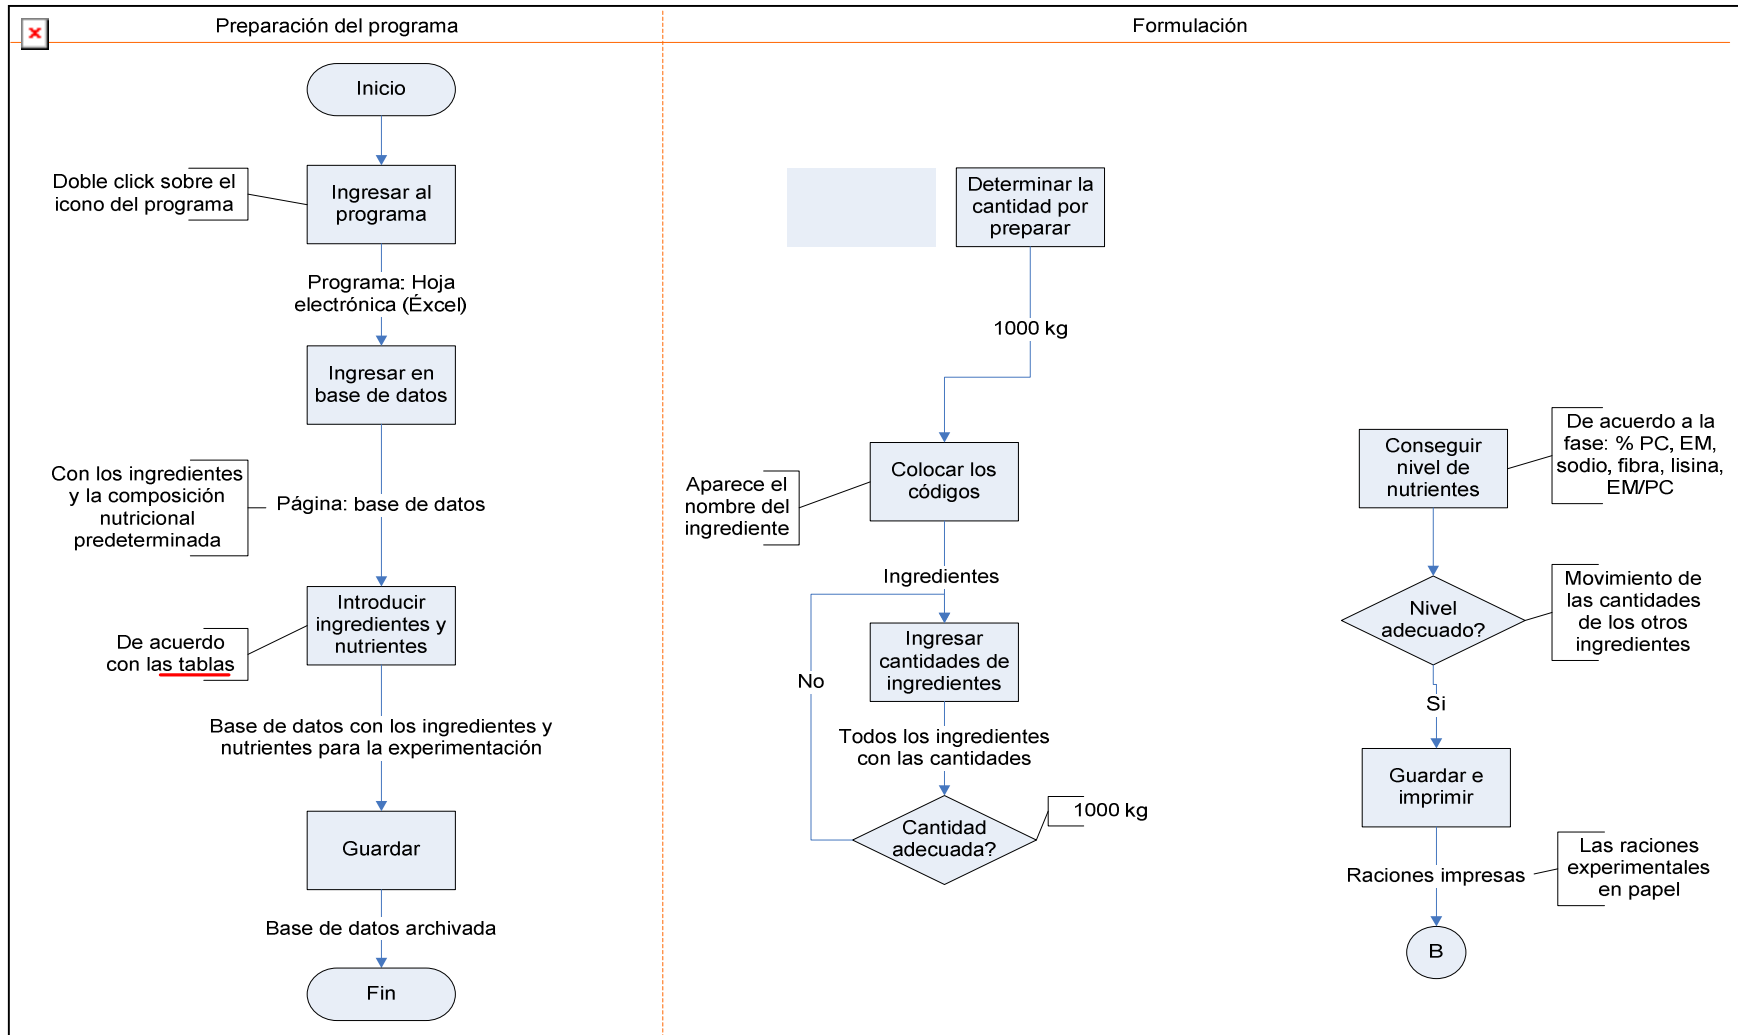 Preparación del programa
Formulación
Inicio
Doble click sobre el
icono del programa
Ingresar al
programa
Programa: Hoja
electrónica (Éxcel)
Ingresar en
base de datos
Con los ingredientes
y la composición
nutricional
predeterminada
Página: base de datos
Introducir
ingredientes y
nutrientes
De acuerdo
con las tablas
Base de datos con los ingredientes y
nutrientes para la experimentación
Guardar
Base de datos archivada
Fin
Determinar la
cantidad por
preparar
1000 kg
Colocar los
códigos
Aparece el
nombre del
ingrediente
Ingredientes
Ingresar
cantidades de
ingredientes
No
Todos los ingredientes
con las cantidades
Cantidad
adecuada?
1000 kg
Conseguir
nivel de
nutrientes
De acuerdo a la
fase: % PC, EM,
sodio, fibra, lisina,
EM/PC
Nivel
adecuado?
Movimiento de
las cantidades
de los otros
ingredientes
Si
Guardar e
imprimir
Raciones impresas
Las raciones
experimentales
en papel
B